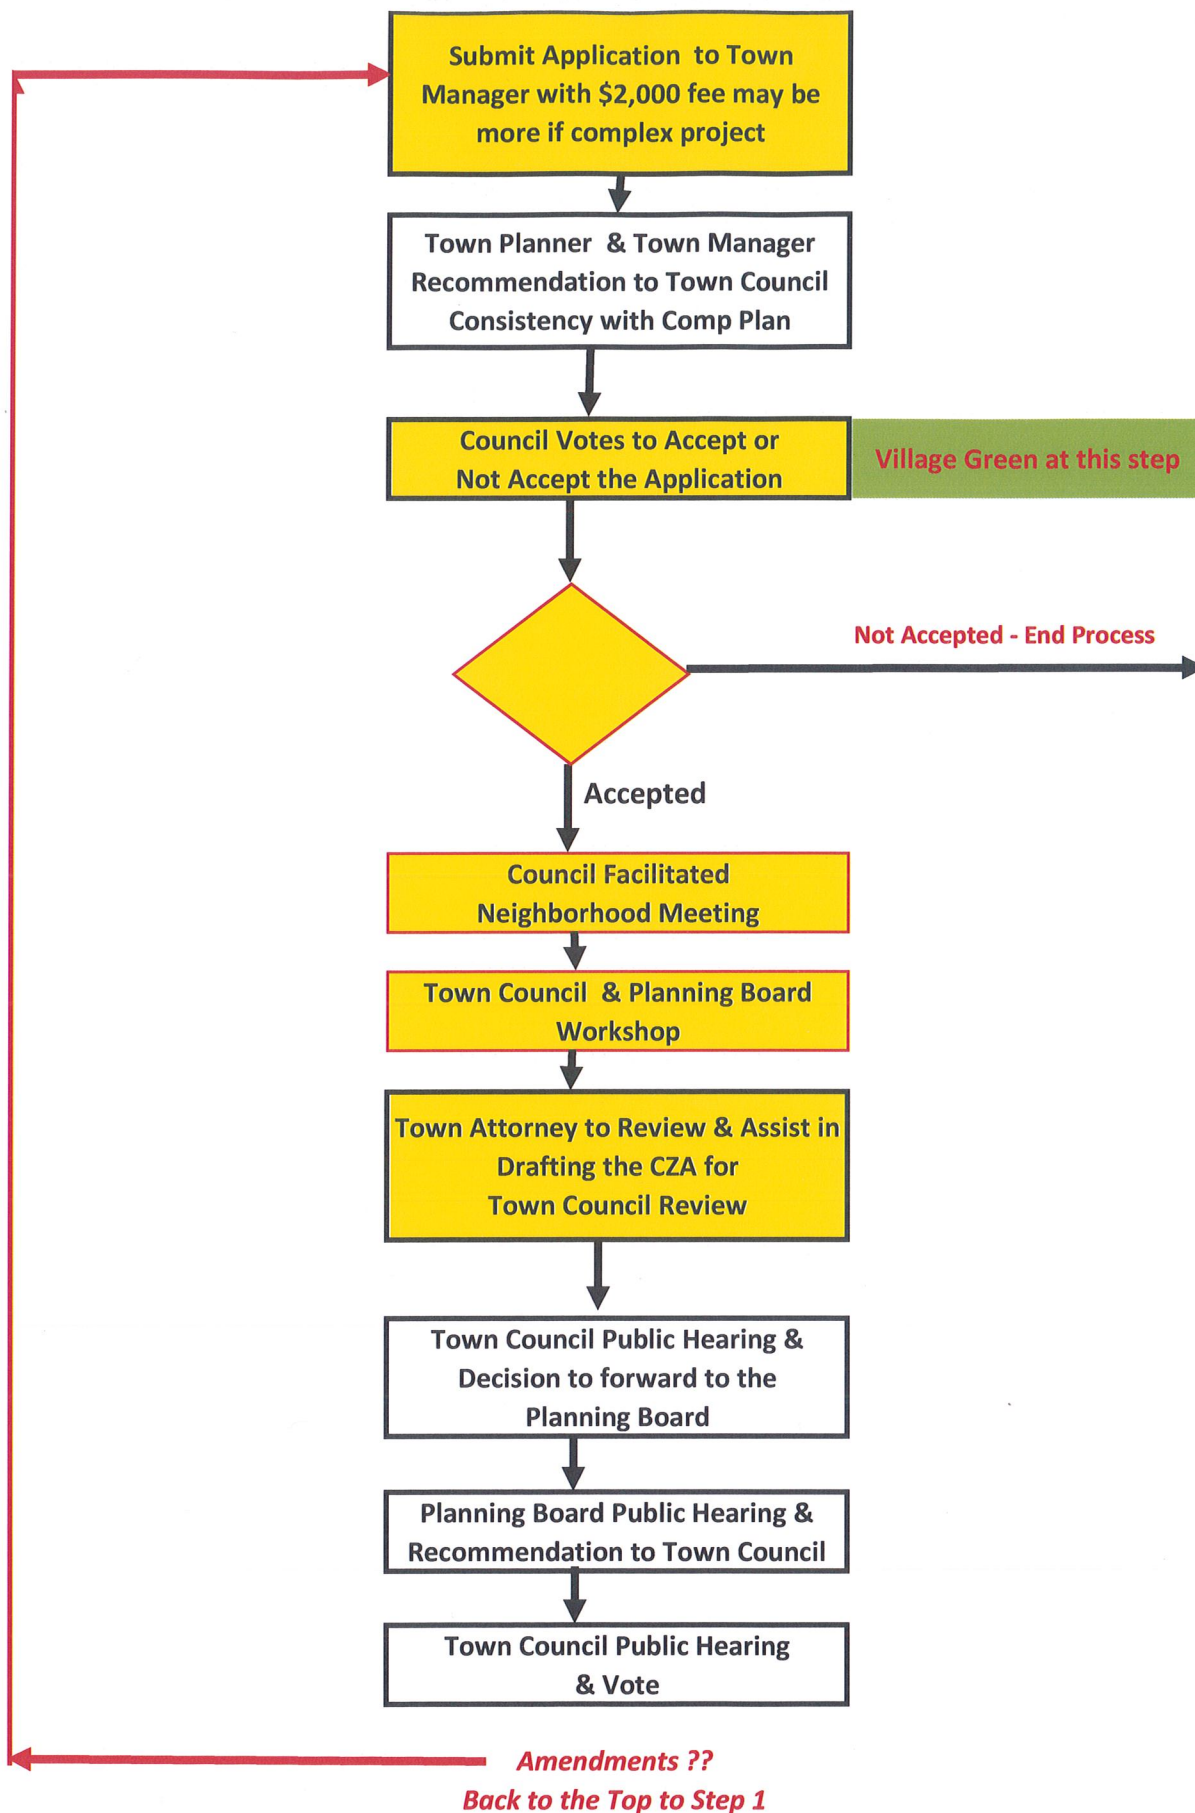 Submit Application to Town
Manager with $2,000 fee may be
more if complex project
Town Planner & Town Manager
Recommendation to Town Council
Consistency with Comp Plan
Council Votes to Accept or
Not Accept the Application
Village Green at this step
Not Accepted - End Process
Accepted
Council Facilitated
Neighborhood Meeting
Town Council & Planning Board
Workshop
Town Attorney to Review & Assist in
Drafting the CZA for
Town Council Review
Town Council Public Hearing &
Decision to forward to the
Planning Board
Planning Board Public Hearing &
Recommendation to Town Council
Town Council Public Hearing
& Vote
Amendments ??
Back to the Top to Step 1